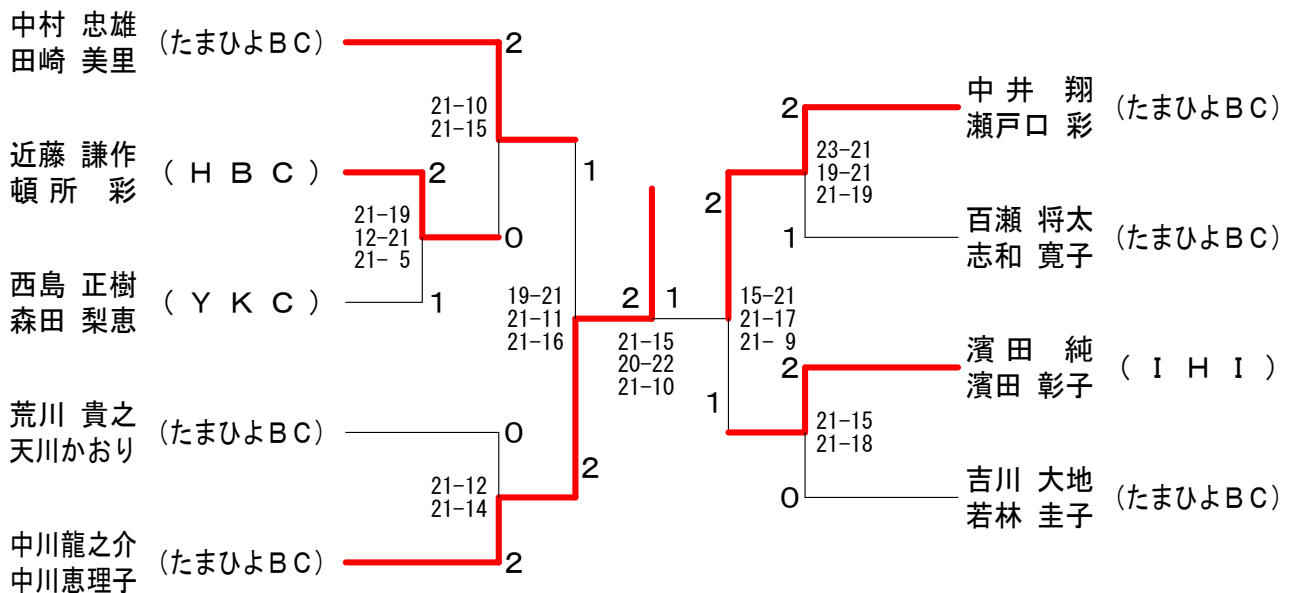 中村 忠雄
田崎 美里
(たまひよBC)
2
21-10
21-15
近藤 謙作
頓所 彩
(HBC)
2
21-19
12-21
21- 5
0
西島 正樹
森田 梨恵
(YKC)
1
1
19-21
21-11
21-16
荒川 貴之
天川かおり
(たまひよBC)
0
21-12
21-14
2
中川龍之介
中川恵理子
(たまひよBC)
2
2
1
21-15
20-22
21-10
中井 翔
瀬戸口 彩
(たまひよBC)
2
23-21
19-21
21-19
2
百瀬 将太
志和 寛子
(たまひよBC)
1
15-21
21-17
21- 9
濱田 純
濱田 彰子
(IHI)
2
1
21-15
21-18
吉川 大地
若林 圭子
(たまひよBC)
0